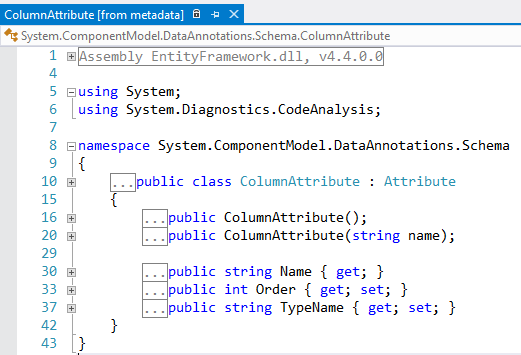 ColumnAttribute [from metadata]
System.ComponentModel.DataAnnotations.Schema.ColumnAttribute
1 Assembly EntityFramework.dll, v4.4.0.0
4
5 using System;
6 using System.Diagnostics.CodeAnalysis;
7
8 namespace System.ComponentModel.DataAnnotations.Schema
9 {
10 ...public class ColumnAttribute : Attribute
15 {
16 ...public ColumnAttribute();
20 ...public ColumnAttribute(string name);
29
30 ...public string Name { get; }
33 ...public int Order { get; set; }
37 ...public string TypeName { get; set; }
42 }
43 }